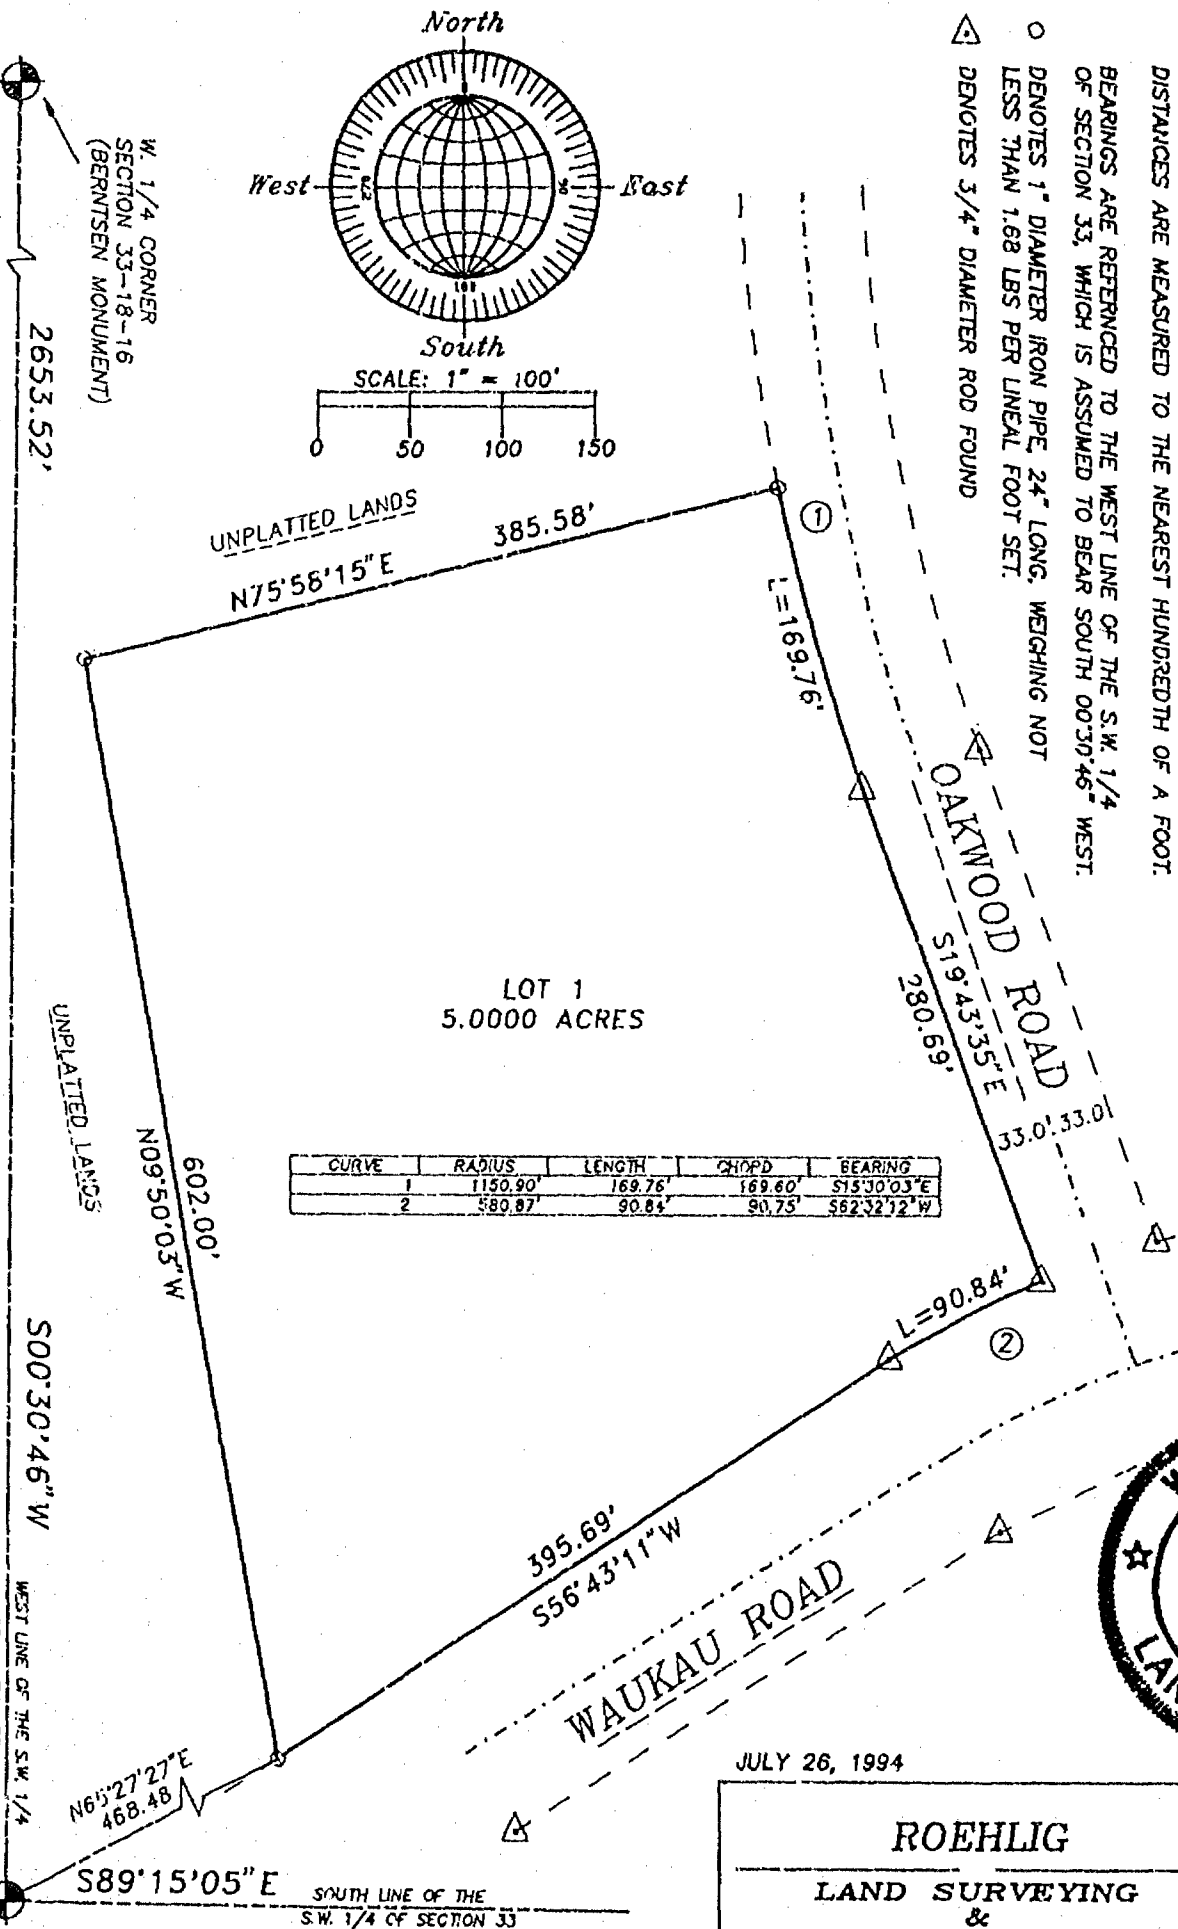 North
West
East
South
SCALE: 1" = 100'
0 50 100 150
DISTANCES ARE MEASURED TO THE NEAREST HUNDREDTH OF A FOOT.
BEARINGS ARE REFERNCED TO THE WEST LINE OF THE S.W. 1/4
OF SECTION 33, WHICH IS ASSUMED TO BEAR SOUTH 00°30'46" WEST.
DENOTES 1" DIAMETER IRON PIPE, 24" LONG, WEIGHING NOT
LESS THAN 1.68 LBS PER LINEAL FOOT SET.
DENOTES 3/4" DIAMETER ROD FOUND
W. 1/4 CORNER
SECTION 33-18-16
(BERNTSEN MONUMENT)
2653.52'
UNPLATTED LANDS
385.58'
N75°58'15"E
1
L=169.76'
OAKWOOD ROAD
S19°43'35"E
280.69'
33.0' 33.0'
LOT 1
5.0000 ACRES
UNPLATTED LANDS
602.00'
N09°50'03"W
CURVE RADIUS LENGTH CHORD BEARING
1 1150.90' 169.76' 169.60' S15°30'03"E
2 580.87' 90.84' 90.75' S62°32'12"W
L=90.84'
2
S00°30'46"W
395.69'
S56°43'11"W
WAUKAU ROAD
WEST LINE OF THE S.W. 1/4
468.48
S89°15'05"E
SOUTH LINE OF THE
S.W. 1/4 OF SECTION 33
JULY 26, 1994
ROEHLIG
LAND SURVEYING
&